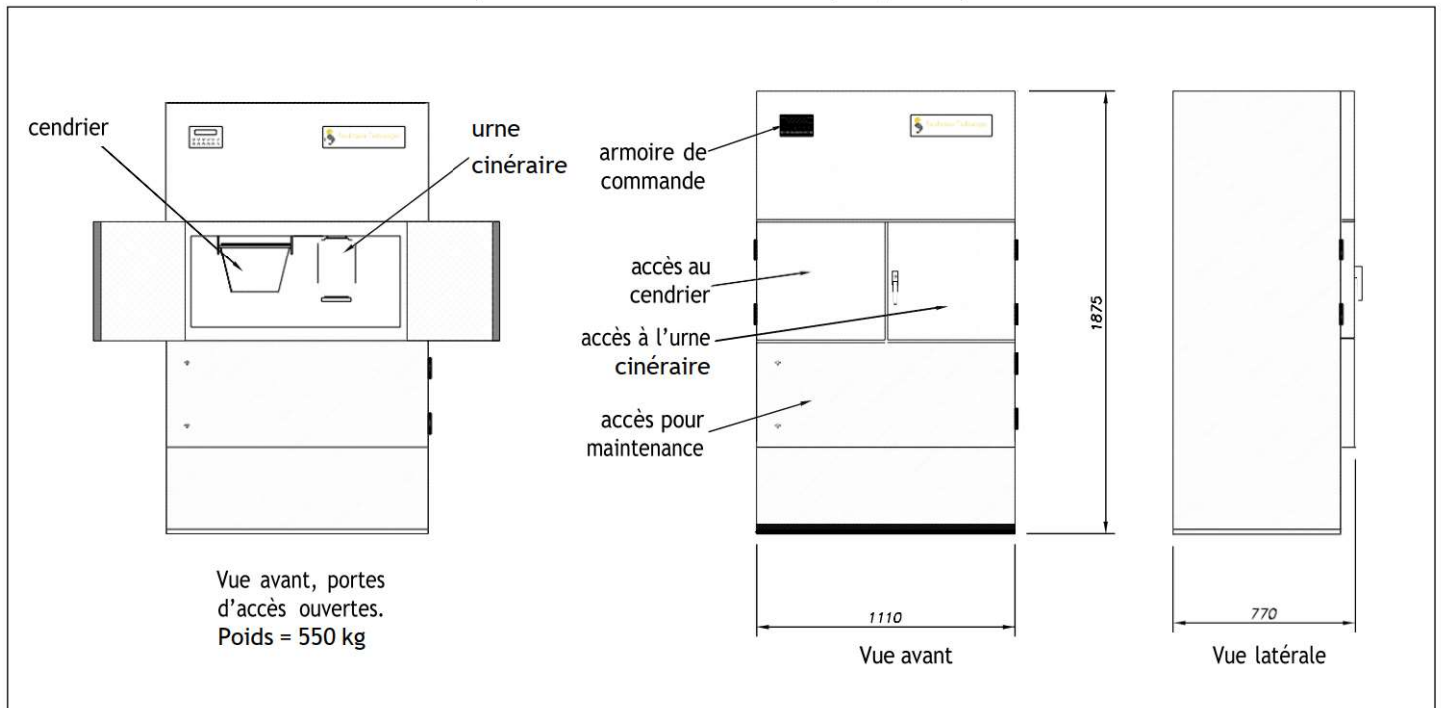 cendrier
urne
cinéraire
Vue avant, portes
d'accès ouvertes.
Poids = 550 kg
armoire de
commande
accès au
cendrier
accès à l'urne
cinéraire
accès pour
maintenance
1875
1110
Vue avant
770
Vue latérale